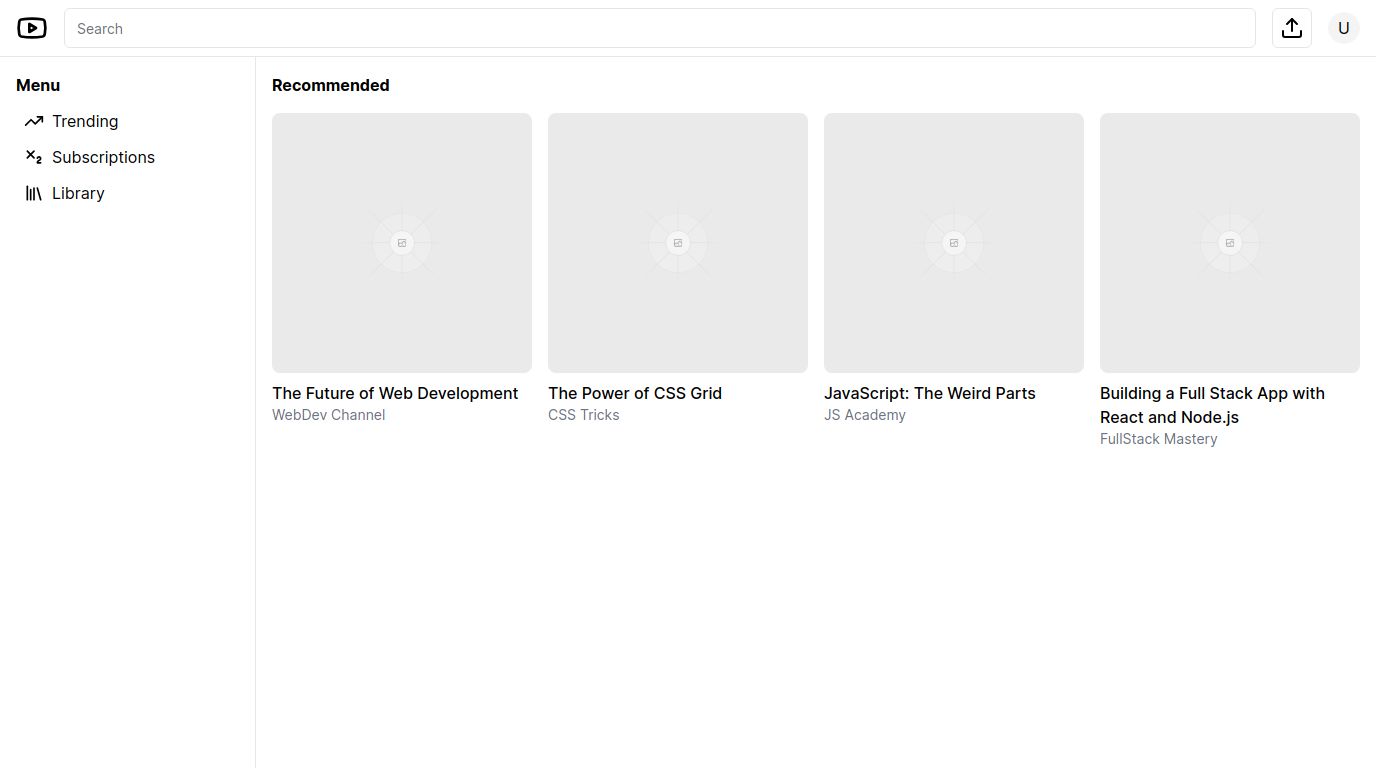 Search
U
Menu
Trending
Subscriptions
Library
Recommended
The Future of Web Development
WebDev Channel
The Power of CSS Grid
CSS Tricks
JavaScript: The Weird Parts
JS Academy
Building a Full Stack App with
React and Node.js
FullStack Mastery